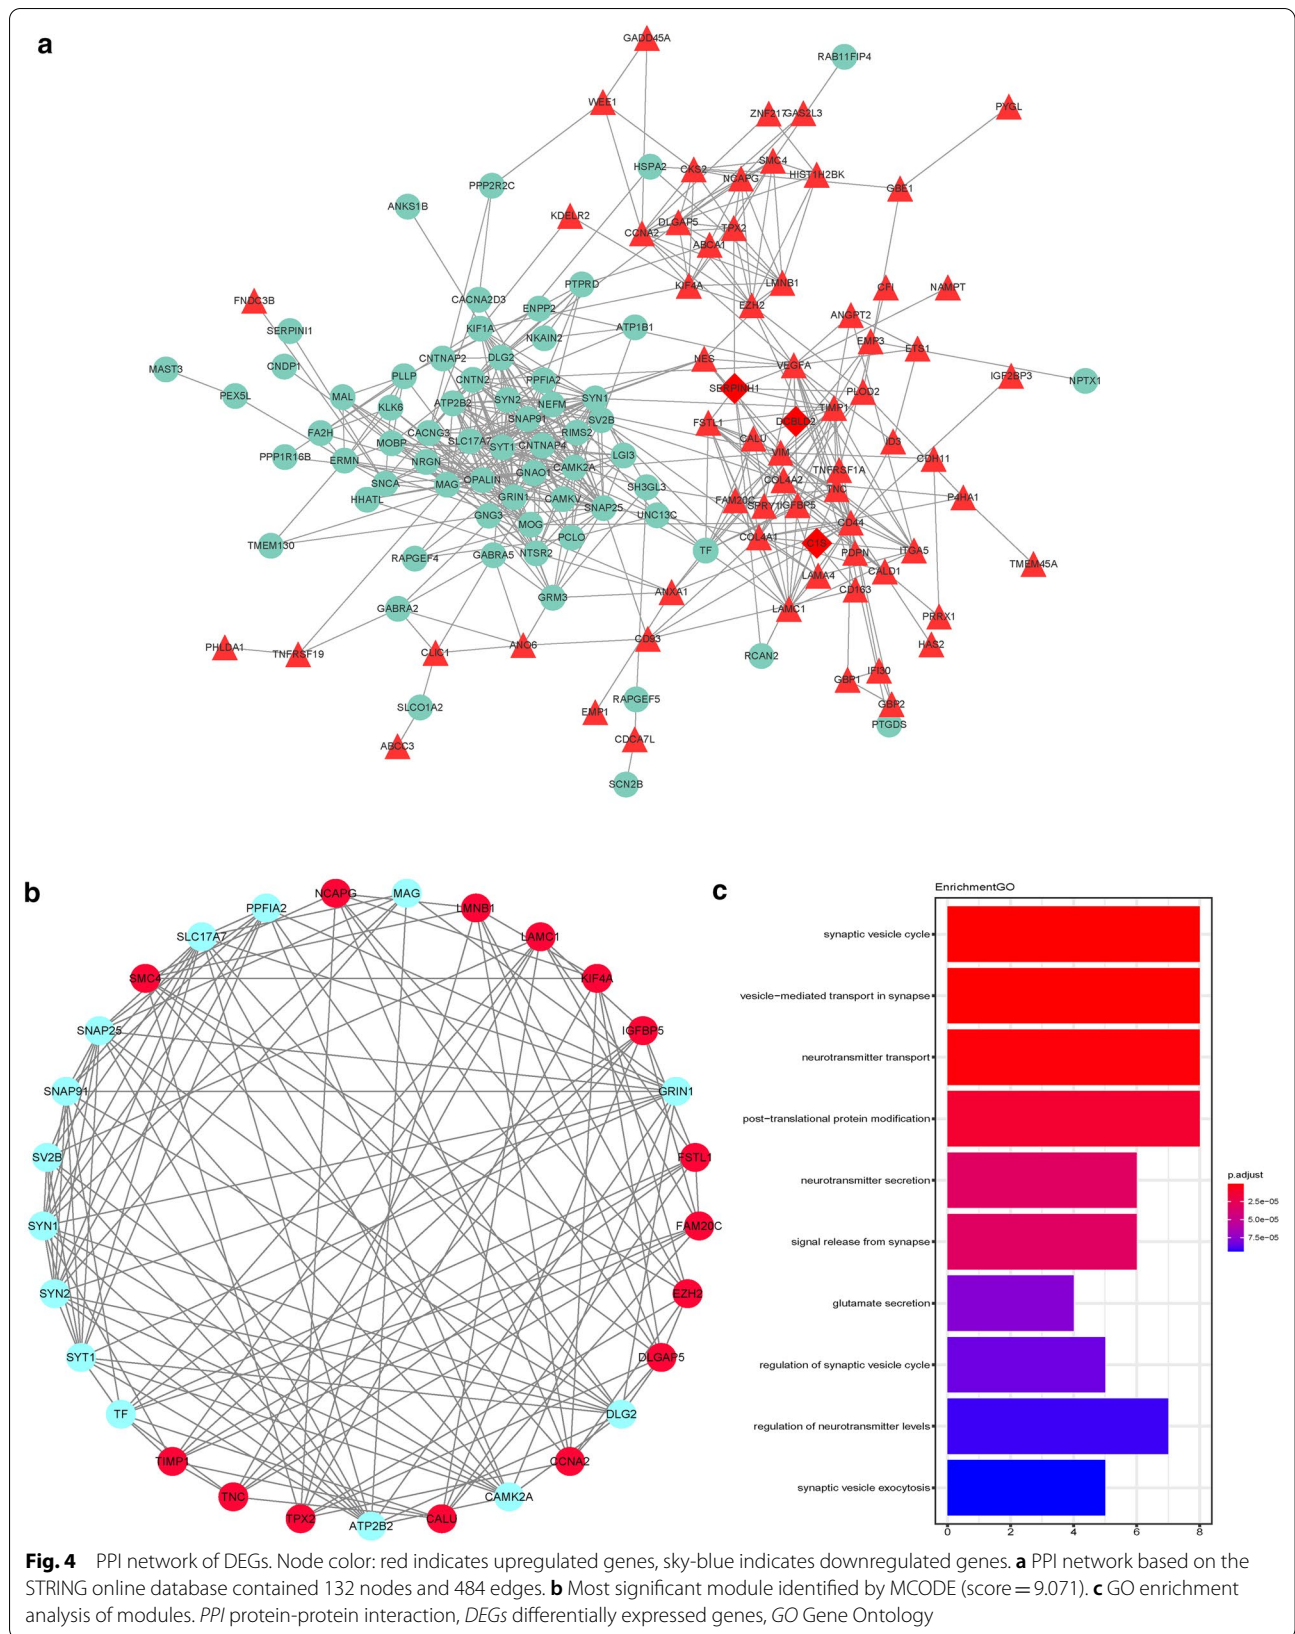 a
GADD45A
RAB11FIP4
WEE1
ZNF217
GAS2L3
PYGL
HSPA2
CKS2
SMC4
NCAPG
HIST1H2BK
PPP2R2C
GBE1
ANKS1B
KDELR2
DLGAP5
CCNA2
TPX2
ABCA1
PTPRD
KIF4A
LMNB1
CFI
NAMPT
FNDC3B
CACNA2D3
ENPP2
EZH2
ANGPT2
SERPINI1
KIF1A
NKAIN2
ATP1B1
EMP3
ETS1
MAST3
CNDP1
CNTNAP2
DLG2
NES
VEGFA
IGF2BP3
NPTX1
PLLP
CNTN2
PPFIA2
SERPINH1
PEX5L
MAL
KLK6
ATP2B2
SYN2
NEFM
SYN1
PLOD2
TIMP1
SNAP91
SV2B
FSTL1
DCBLD2
FA2H
MOBP
CACNG3
SLC17A7
SYT1
CNTNAP4
RIMS2
CALU
ID3
PPP1R16B
ERMN
NRGN
GNAO1
CAMK2A
LGI3
VIM
CDH11
SNCA
MAG
OPALIN
TNFRSF1A
COL4A2
TNC
HHATL
GRIN1
CAMKV
SH3GL3
FAM20C
SPRY1
IGFBP5
P4HA1
GNG3
MOG
SNAP25
UNC13C
CD44
TMEM130
RAPGEF4
GABRA5
NTSR2
PCLO
TF
COL4A1
C1S
PDPN
ITGA5
TMEM45A
LAMA4
CALD1
GABRA2
GRM3
ANXA1
CD163
LAMC1
PRRX1
PHLDA1
TNFRSF19
CLIC1
ANO6
CD93
RCAN2
HAS2
SLCO1A2
RAPGEF5
GBP1
IFI30
EMP1
GBP2
PTGDS
ABCC3
CDCA7L
SCN2B
b
NCAPG
MAG
LMNB1
PPFIA2
SLC17A7
LAMC1
SMC4
KIF4A
SNAP25
IGFBP5
SNAP91
GRIN1
SV2B
FSTL1
SYN1
FAM20C
SYN2
EZH2
SYT1
DLGAP5
TF
DLG2
TIMP1
CCNA2
TNC
CAMK2A
TPX2
ATP2B2
CALU
c
EnrichmentGO
synaptic vesicle cycle
vesicle−mediated transport in synapse
neurotransmitter transport
post−translational protein modification
neurotransmitter secretion
signal release from synapse
glutamate secretion
regulation of synaptic vesicle cycle
regulation of neurotransmitter levels
synaptic vesicle exocytosis
0 2 4 6 8
p.adjust
2.5e−05
5.0e−05
7.5e−05
Fig. 4 PPI network of DEGs. Node color: red indicates upregulated genes, sky-blue indicates downregulated genes. a PPI network based on the
STRING online database contained 132 nodes and 484 edges. b Most significant module identified by MCODE (score = 9.071). c GO enrichment
analysis of modules. PPI protein-protein interaction, DEGs differentially expressed genes, GO Gene Ontology